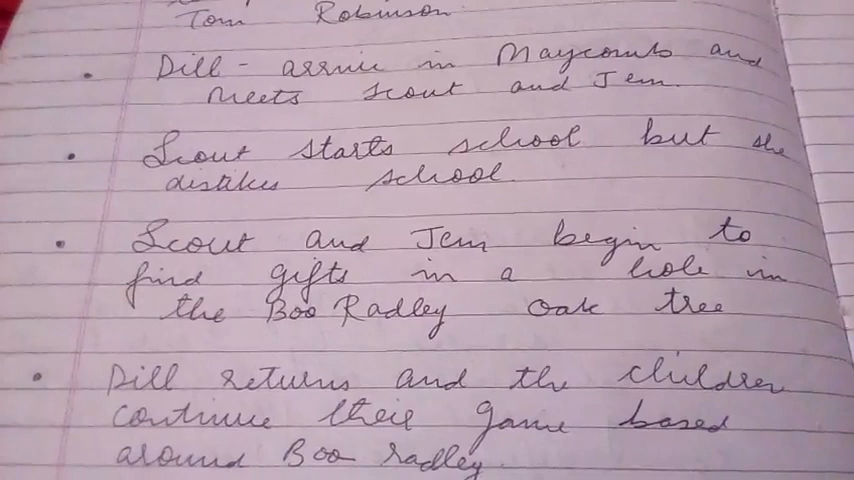 Tom Robinson.
• Dill - arrive in Maycomb and
meets Scout and Jem.
• Scout starts school but she
dislikes school.
• Scout and Jem begin to
find gifts in a hole in
the Boo Radley oak tree
• Dill returns and the children
continue their game based
around Boo radley.